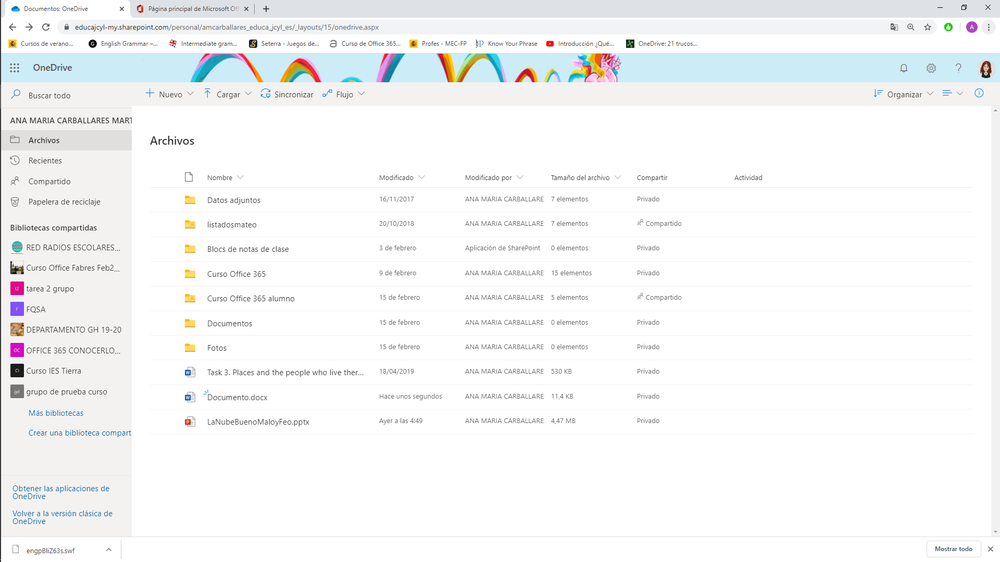 Documentos: OneDrive
Página principal de Microsoft Off
educajcyl-my.sharepoint.com/personal/amcarballares_educa_jcyl_es/_layouts/15/onedrive.aspx
A
Cursos de verano...
English Grammar –...
Intermediate gram...
Seterra - Juegos de...
Curso de Office 365...
Profes - MEC-FP
Know Your Phrase
Introducción ¿Qué...
OneDrive: 21 trucos...
OneDrive
Buscar todo
Nuevo
Cargar
Sincronizar
Flujo
Organizar
ANA MARIA CARBALLARES MART
Archivos
Recientes
Compartido
Papelera de reciclaje
Bibliotecas compartidas
RED RADIOS ESCOLARES...
Curso Office Fabres Feb2...
t2 tarea 2 grupo
F FQSA
DEPARTAMENTO GH 19-20
OC OFFICE 365 CONOCERLO...
CI Curso IES Tierra
gd grupo de prueba curso
Más bibliotecas
Crear una biblioteca compart
Obtener las aplicaciones de
OneDrive
Volver a la versión clásica de
OneDrive
Archivos
Nombre Modificado Modificado por Tamaño del archivo Compartir Actividad
Datos adjuntos 16/11/2017 ANA MARIA CARBALLARE 7 elementos Privado
listadosmateo 20/10/2018 ANA MARIA CARBALLARE 7 elementos Compartido
Blocs de notas de clase 3 de febrero Aplicación de SharePoint 0 elementos Privado
Curso Office 365 9 de febrero ANA MARIA CARBALLARE 15 elementos Privado
Curso Office 365 alumno 15 de febrero ANA MARIA CARBALLARE 5 elementos Compartido
Documentos 15 de febrero ANA MARIA CARBALLARE 0 elementos Privado
Fotos 15 de febrero ANA MARIA CARBALLARE 0 elementos Privado
Task 3. Places and the people who live ther... 18/04/2019 ANA MARIA CARBALLARE 530 KB Privado
Documento.docx Hace unos segundos ANA MARIA CARBALLARE 11,4 KB Privado
LaNubeBuenoMaloyFeo.pptx Ayer a las 4:49 ANA MARIA CARBALLARE 4,47 MB Privado
engpBliZ63s.swf
Mostrar todo